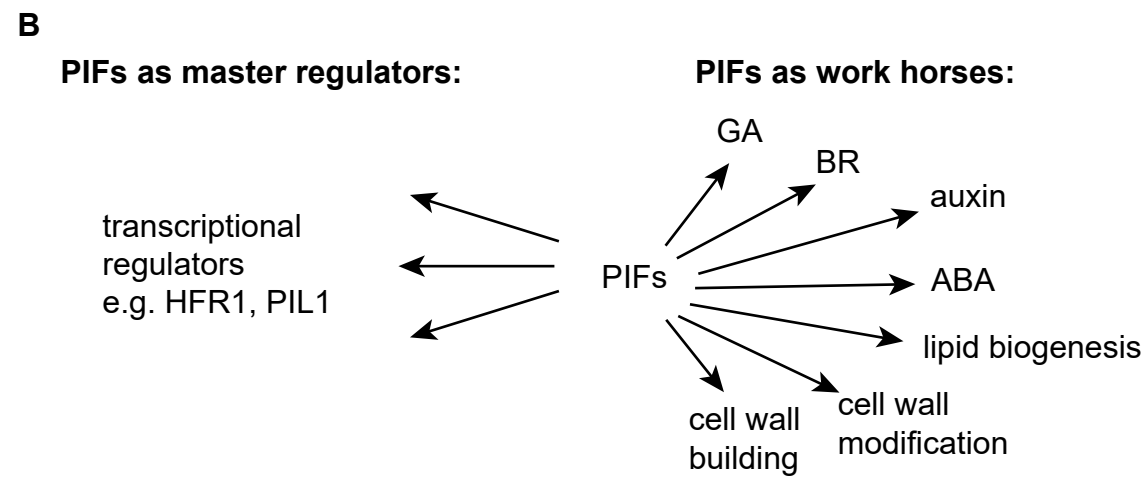 B
PIFs as master regulators:
PIFs as work horses:
transcriptional
regulators
e.g. HFR1, PIL1
PIFs
GA
BR
auxin
ABA
lipid biogenesis
cell wall
modification
cell wall
building